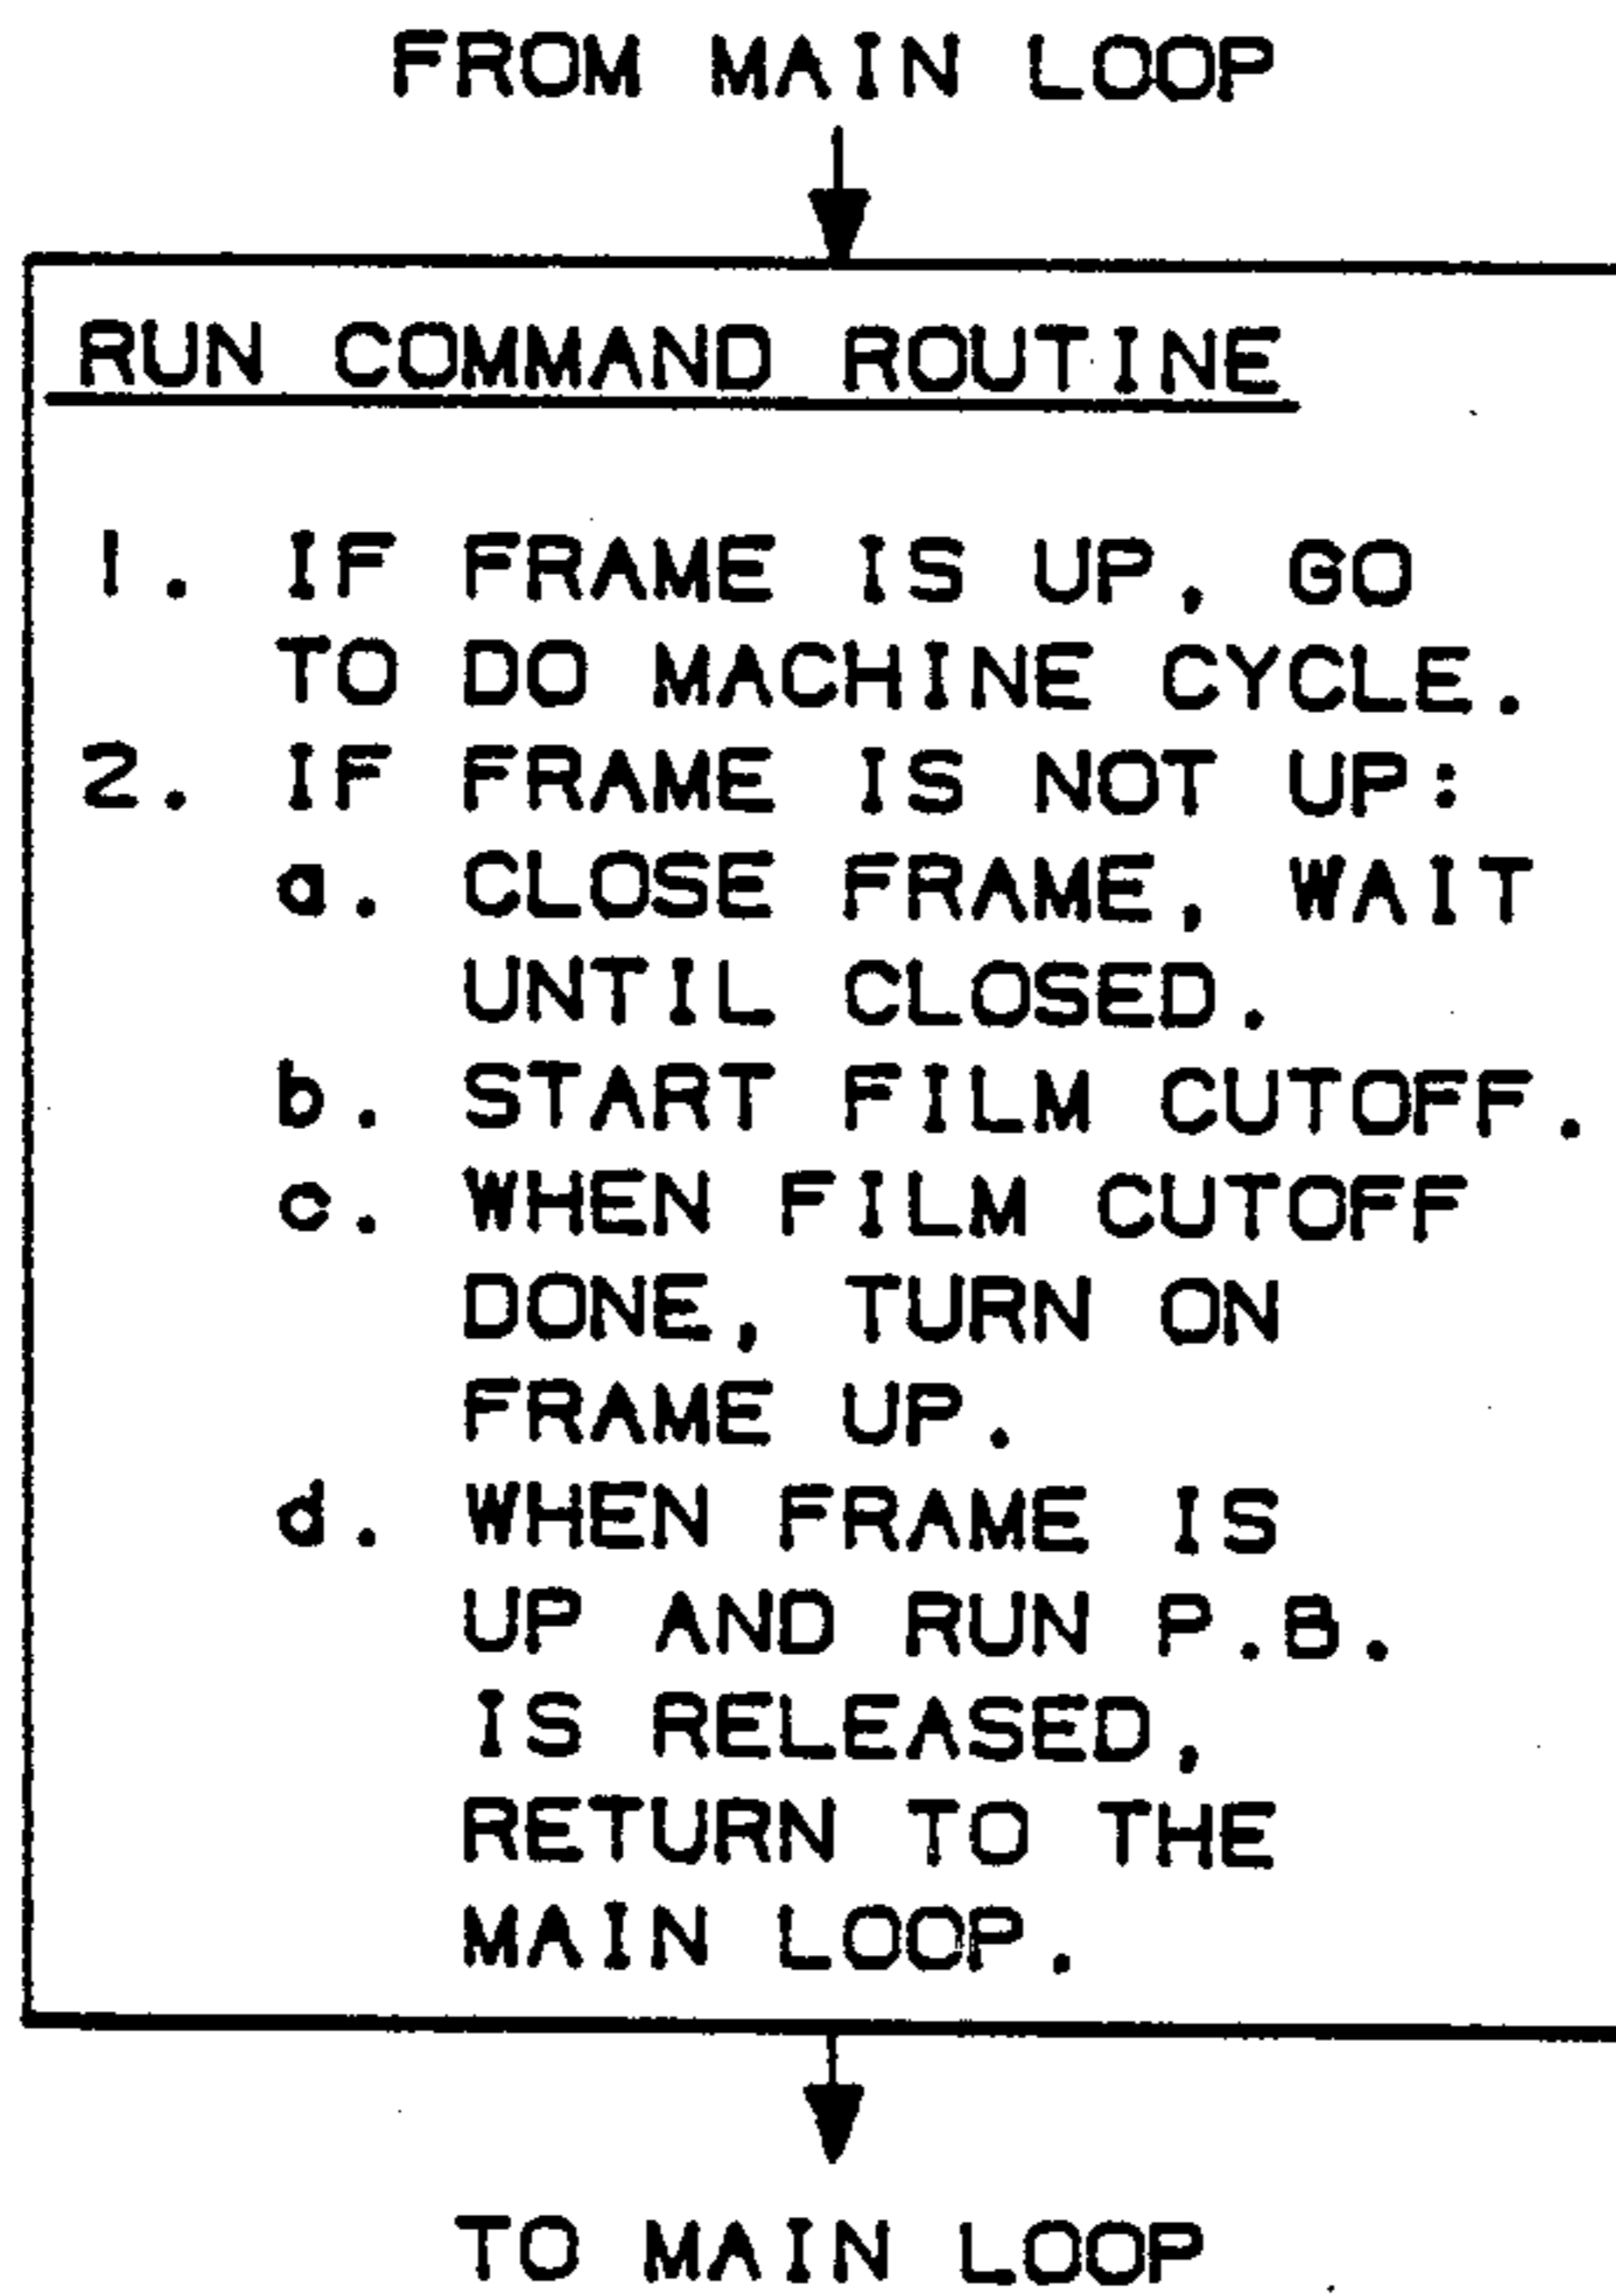 FROM MAIN LOOP
RUN COMMAND ROUTINE
1. IF FRAME IS UP, GO
TO DO MACHINE CYCLE.
2. IF FRAME IS NOT UP:
a. CLOSE FRAME, WAIT
UNTIL CLOSED.
b. START FILM CUTOFF.
c. WHEN FILM CUTOFF
DONE, TURN ON
FRAME UP.
d. WHEN FRAME IS
UP AND RUN P.B.
IS RELEASED,
RETURN TO THE
MAIN LOOP.
TO MAIN LOOP